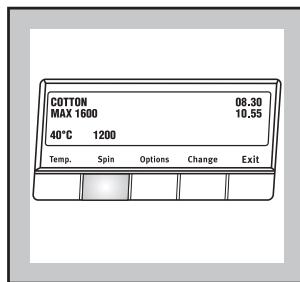 COTTON 08.30
MAX 1600 10.55
40°C 1200
Temp. Spin Options Change Exit